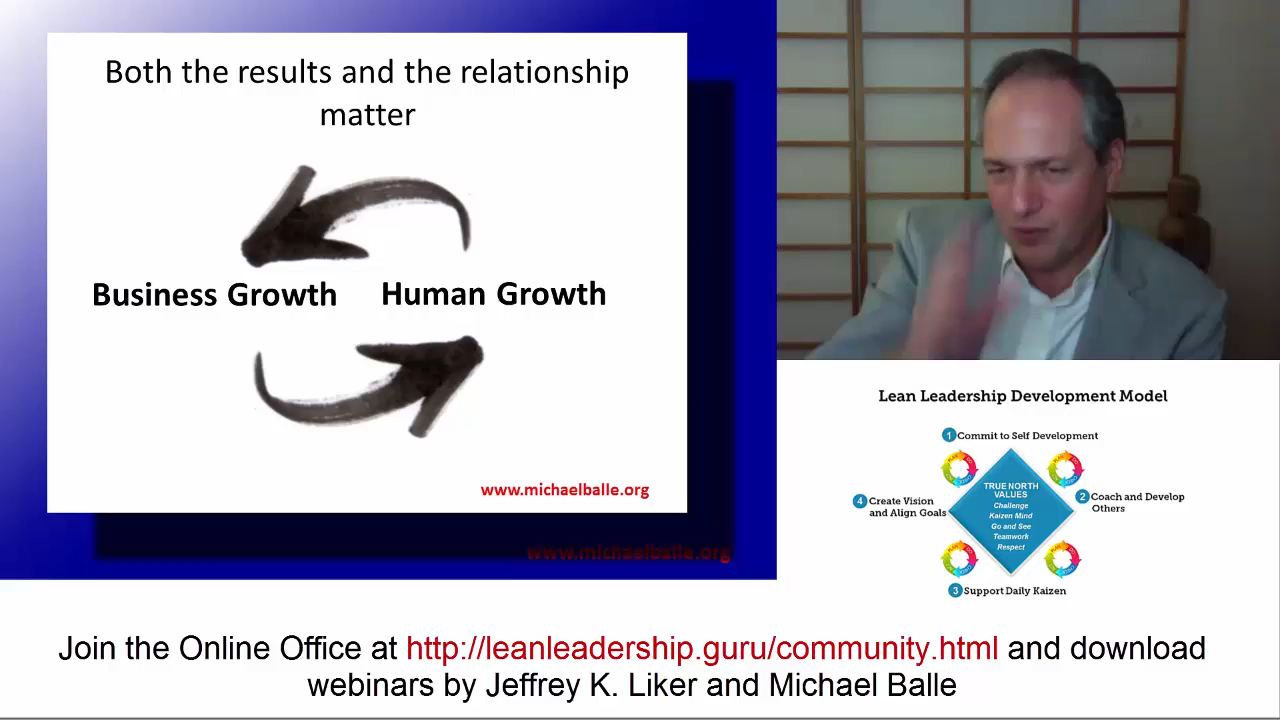 Both the results and the relationship
matter
Business Growth
Human Growth
www.michaelballe.org
www.michaelballe.org
Lean Leadership Development Model
1 Commit to Self Development
TRUE NORTH
VALUES
Challenge
Kaizen Mind
Go and See
Teamwork
Respect
2 Coach and Develop
Others
3 Support Daily Kaizen
4 Create Vision
and Align Goals
Join the Online Office at http://leanleadership.guru/community.html and download
webinars by Jeffrey K. Liker and Michael Balle